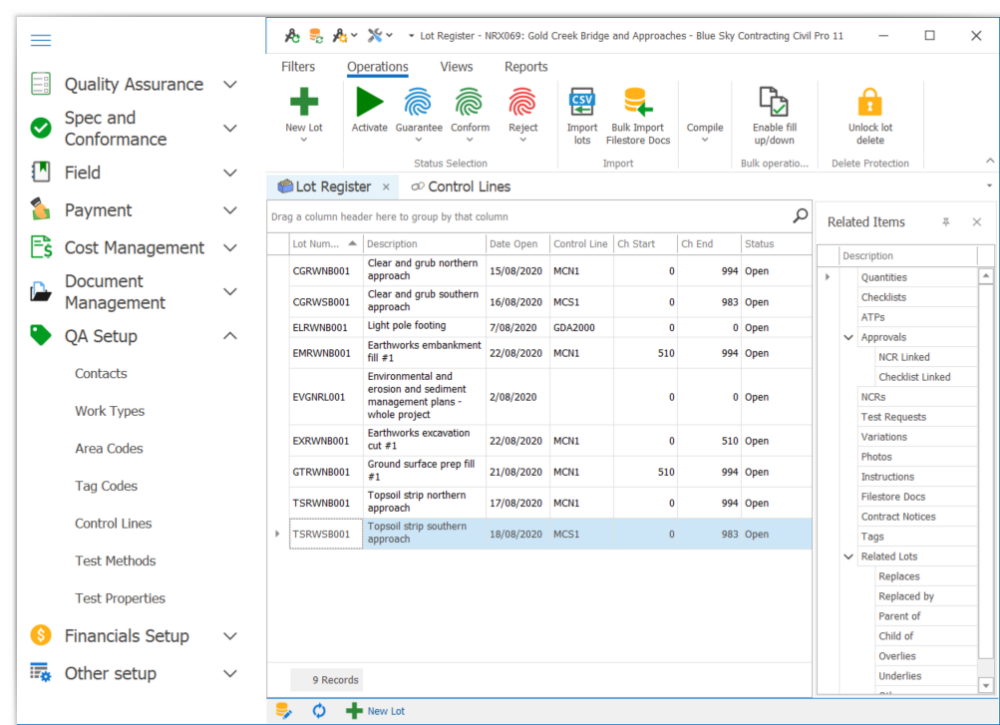 Lot Register - NRX069: Gold Creek Bridge and Approaches - Blue Sky Contracting Civil Pro 11
Quality Assurance
Spec and
Conformance
Field
Payment
Cost Management
Document
Management
QA Setup
Contacts
Work Types
Area Codes
Tag Codes
Control Lines
Test Methods
Test Properties
Financials Setup
Other setup
Filters Operations Views Reports
New Lot Activate Guarantee Conform Reject Import lots Bulk Import Filestore Docs Compile Enable fill up/down Unlock lot delete
CSV
Status Selection Import Bulk operatio... Delete Protection
Lot Register × Control Lines
Drag a column header here to group by that column
Lot Num... Description Date Open Control Line Ch Start Ch End Status
CGRWNB001 Clear and grub northern approach 15/08/2020 MCN1 0 994 Open
CGRWSB001 Clear and grub southern approach 16/08/2020 MCS1 0 983 Open
ELRWNB001 Light pole footing 7/08/2020 GDA2000 0 0 Open
EMRWNB001 Earthworks embankment fill #1 22/08/2020 MCN1 510 994 Open
EVGNRL001 Environmental and erosion and sediment management plans - whole project 2/08/2020 0 0 Open
EXRWNB001 Earthworks excavation cut #1 22/08/2020 MCN1 0 510 Open
GTRWNB001 Ground surface prep fill #1 21/08/2020 MCN1 510 994 Open
TSRWNB001 Topsoil strip northern approach 17/08/2020 MCN1 0 994 Open
TSRWSB001 Topsoil strip southern approach 18/08/2020 MCS1 0 983 Open
9 Records
New Lot
Related Items
Description
Quantities
Checklists
ATPs
Approvals
NCR Linked
Checklist Linked
NCRs
Test Requests
Variations
Photos
Instructions
Filestore Docs
Contract Notices
Tags
Related Lots
Replaces
Replaced by
Parent of
Child of
Overlies
Underlies